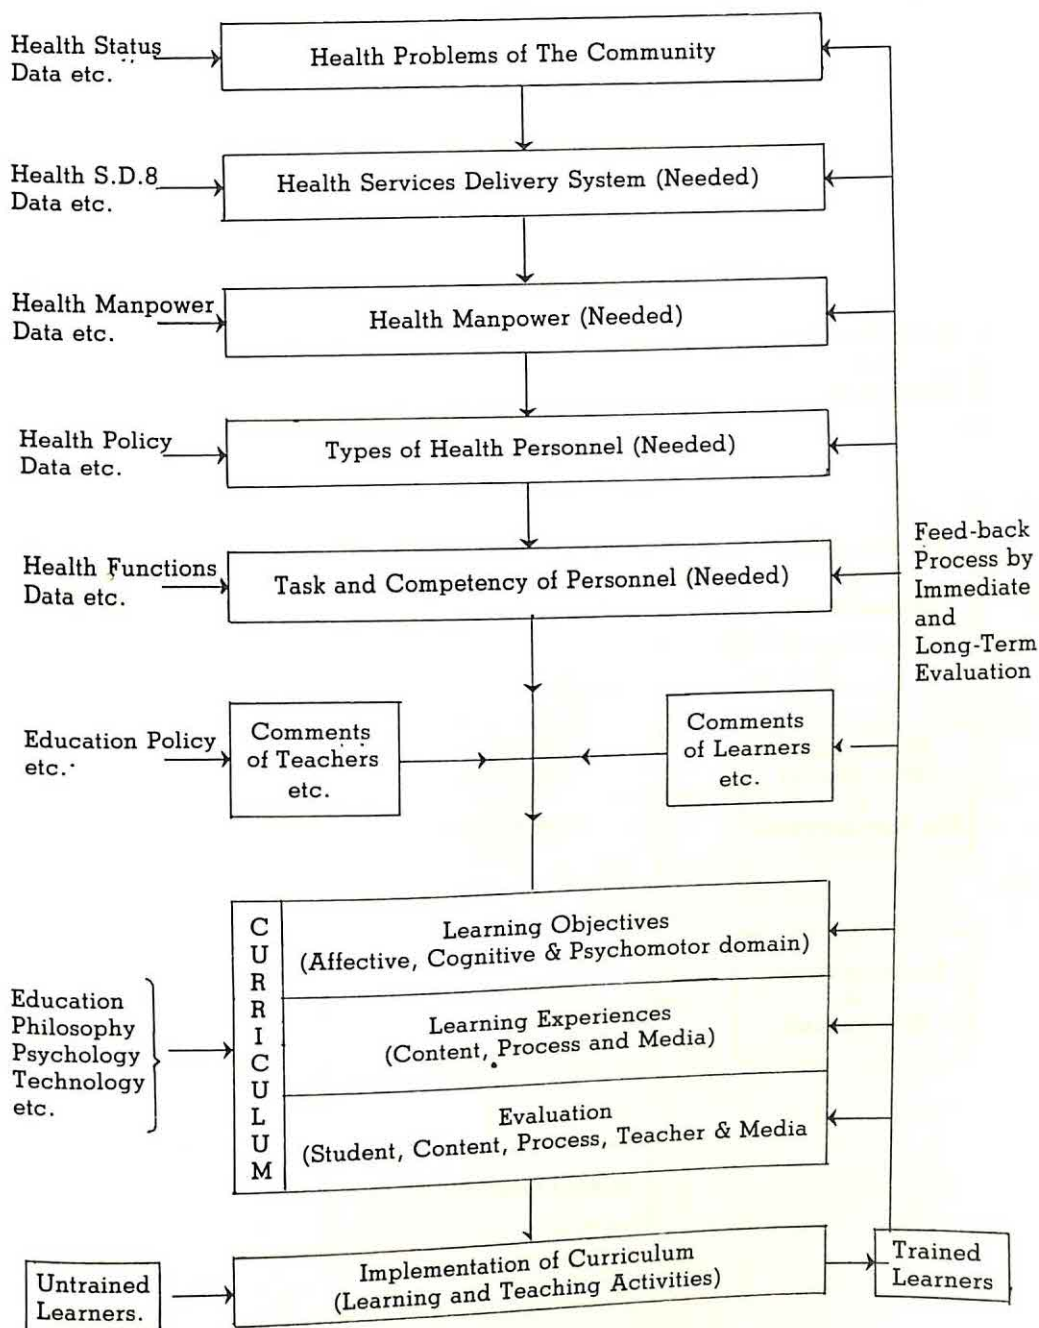 Health Status
Data etc.
Health Problems of The Community
Health S.D.8
Data etc.
Health Services Delivery System (Needed)
Health Manpower
Data etc.
Health Manpower (Needed)
Health Policy
Data etc.
Types of Health Personnel (Needed)
Health Functions
Data etc.
Task and Competency of Personnel (Needed)
Feed-back
Process by
Immediate
and
Long-Term
Evaluation
Education Policy
etc.
Comments
of Teachers
etc.
Comments
of Learners
etc.
Education
Philosophy
Psychology
Technology
etc.
C
U
R
R
I
C
U
L
U
M
Learning Objectives
(Affective, Cognitive & Psychomotor domain)
Learning Experiences
(Content, Process and Media)
Evaluation
(Student, Content, Process, Teacher & Media
Untrained
Learners.
Implementation of Curriculum
(Learning and Teaching Activities)
Trained
Learners